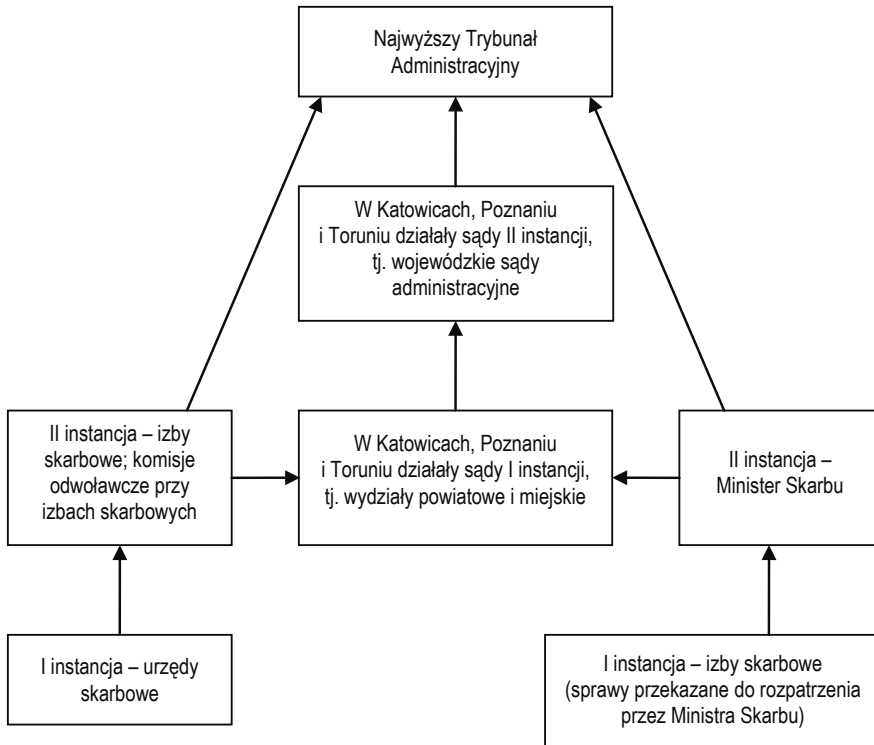 Najwyższy Trybunał
Administracyjny
W Katowicach, Poznaniu
i Toruniu działały sądy II instancji,
tj. wojewódzkie sądy
administracyjne
II instancja – izby
skarbowe; komisje
odwoławcze przy
izbach skarbowych
W Katowicach, Poznaniu
i Toruniu działały sądy I instancji,
tj. wydziały powiatowe i miejskie
II instancja –
Minister Skarbu
I instancja – urzędy
skarbowe
I instancja – izby skarbowe
(sprawy przekazane do rozpatrzenia
przez Ministra Skarbu)